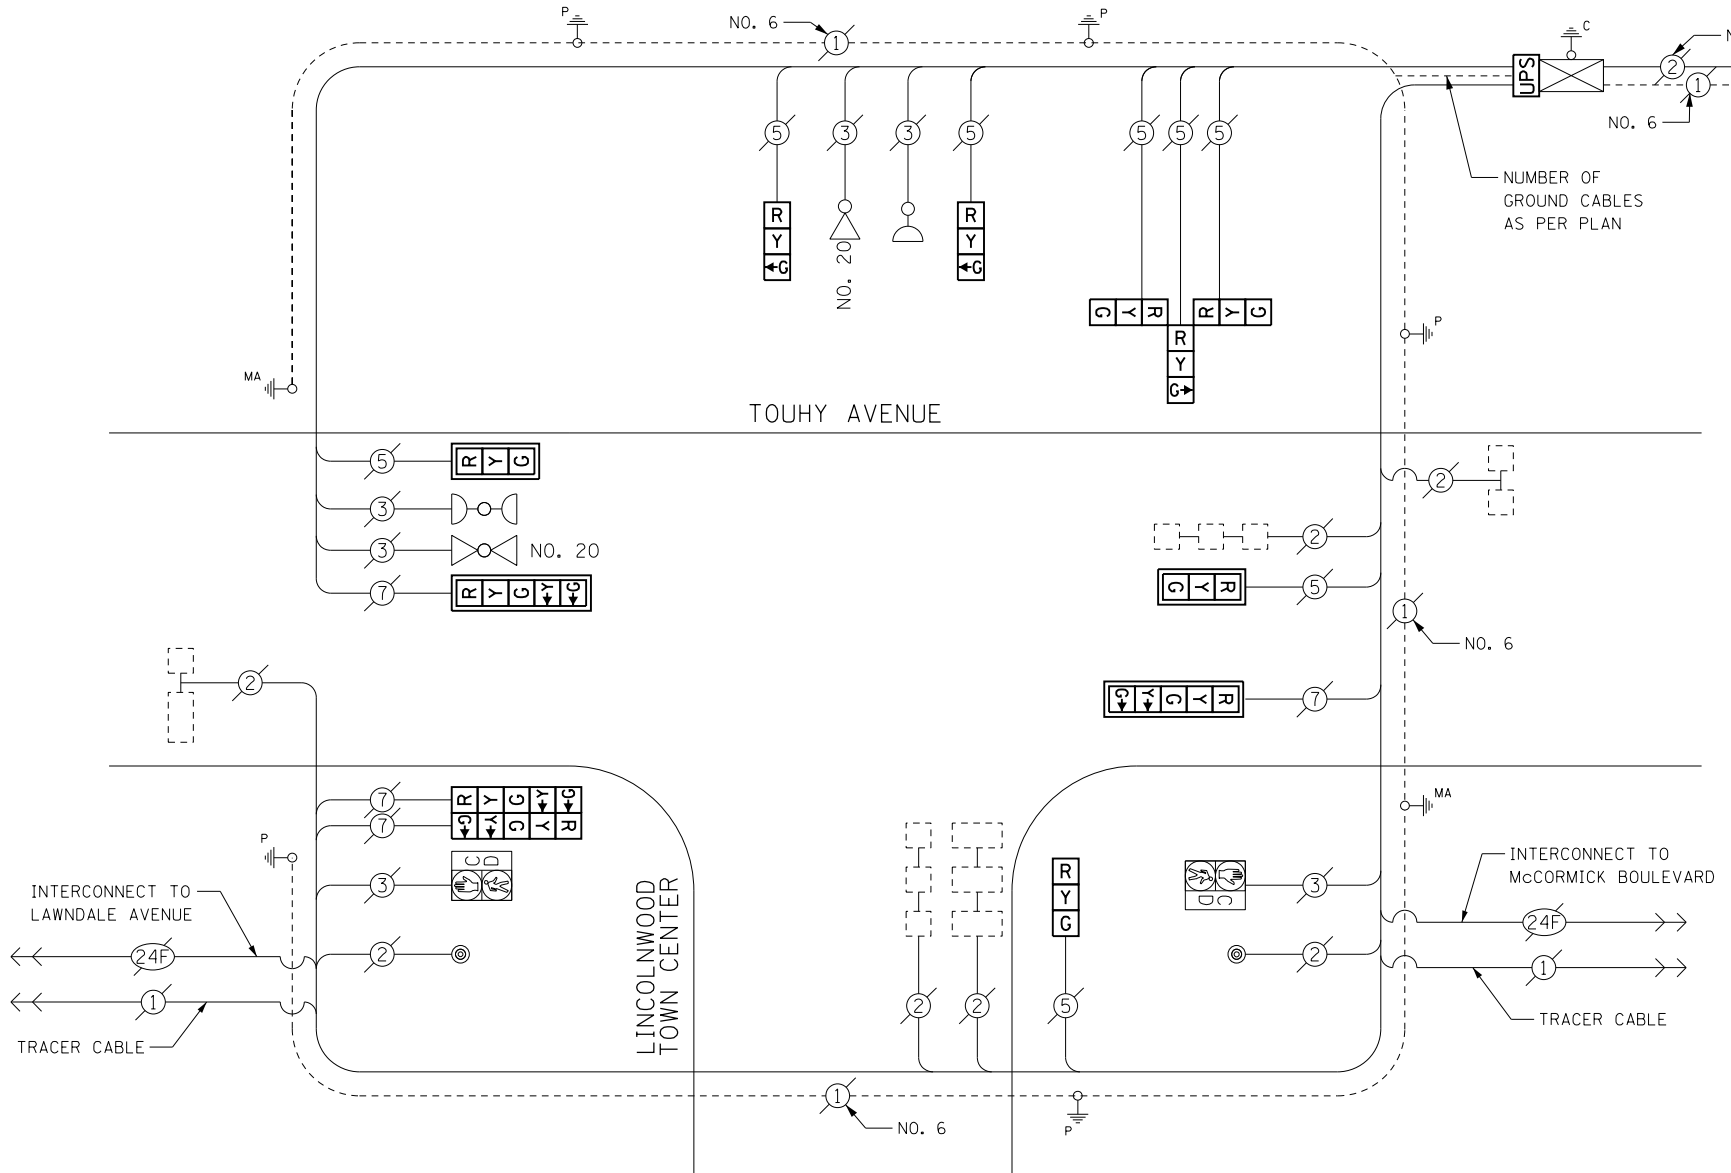 P
NO. 6
1
P
C
UPS
2
N
1
NO. 6
5
3
3
5
5
5
5
NUMBER OF
GROUND CABLES
AS PER PLAN
R
Y
G
NO. 20
R
Y
G
G Y R
R Y G
R
Y
G
P
MA
TOUHY AVENUE
5
R Y G
2
3
2
3
NO. 20
5
G Y R
7
R Y G Y G
1
NO. 6
2
7
G Y G Y R
7
R Y G Y G
7
G Y G Y R
MA
P
3
C D
R
Y
G
3
C D
INTERCONNECT TO
LAWNDALE AVENUE
INTERCONNECT TO
McCORMICK BOULEVARD
LINCOLNWOOD
TOWN CENTER
24F
2
2
24F
1
2
2
5
1
TRACER CABLE
TRACER CABLE
1
NO. 6
P